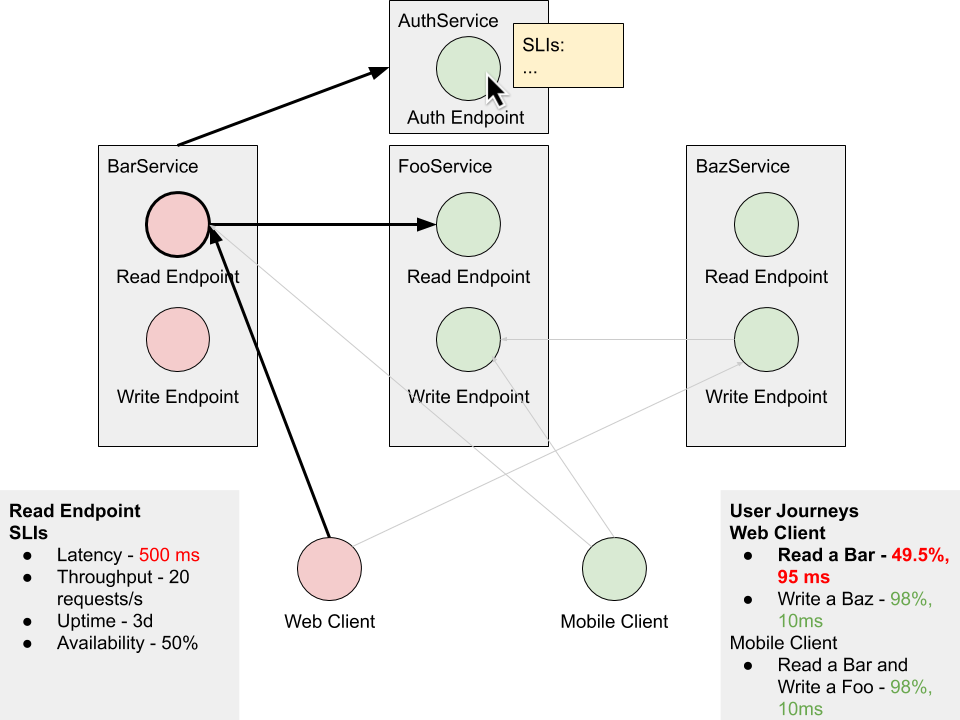 AuthService
SLIs:
...
Auth Endpoint
BarService
Read Endpoint
Write Endpoint
FooService
Read Endpoint
Write Endpoint
BazService
Read Endpoint
Write Endpoint
Web Client
Mobile Client
Read Endpoint
SLIs
● Latency - 500 ms
● Throughput - 20
requests/s
● Uptime - 3d
● Availability - 50%
User Journeys
Web Client
● Read a Bar - 49.5%,
95 ms
● Write a Baz - 98%,
10ms
Mobile Client
● Read a Bar and
Write a Foo - 98%,
10ms